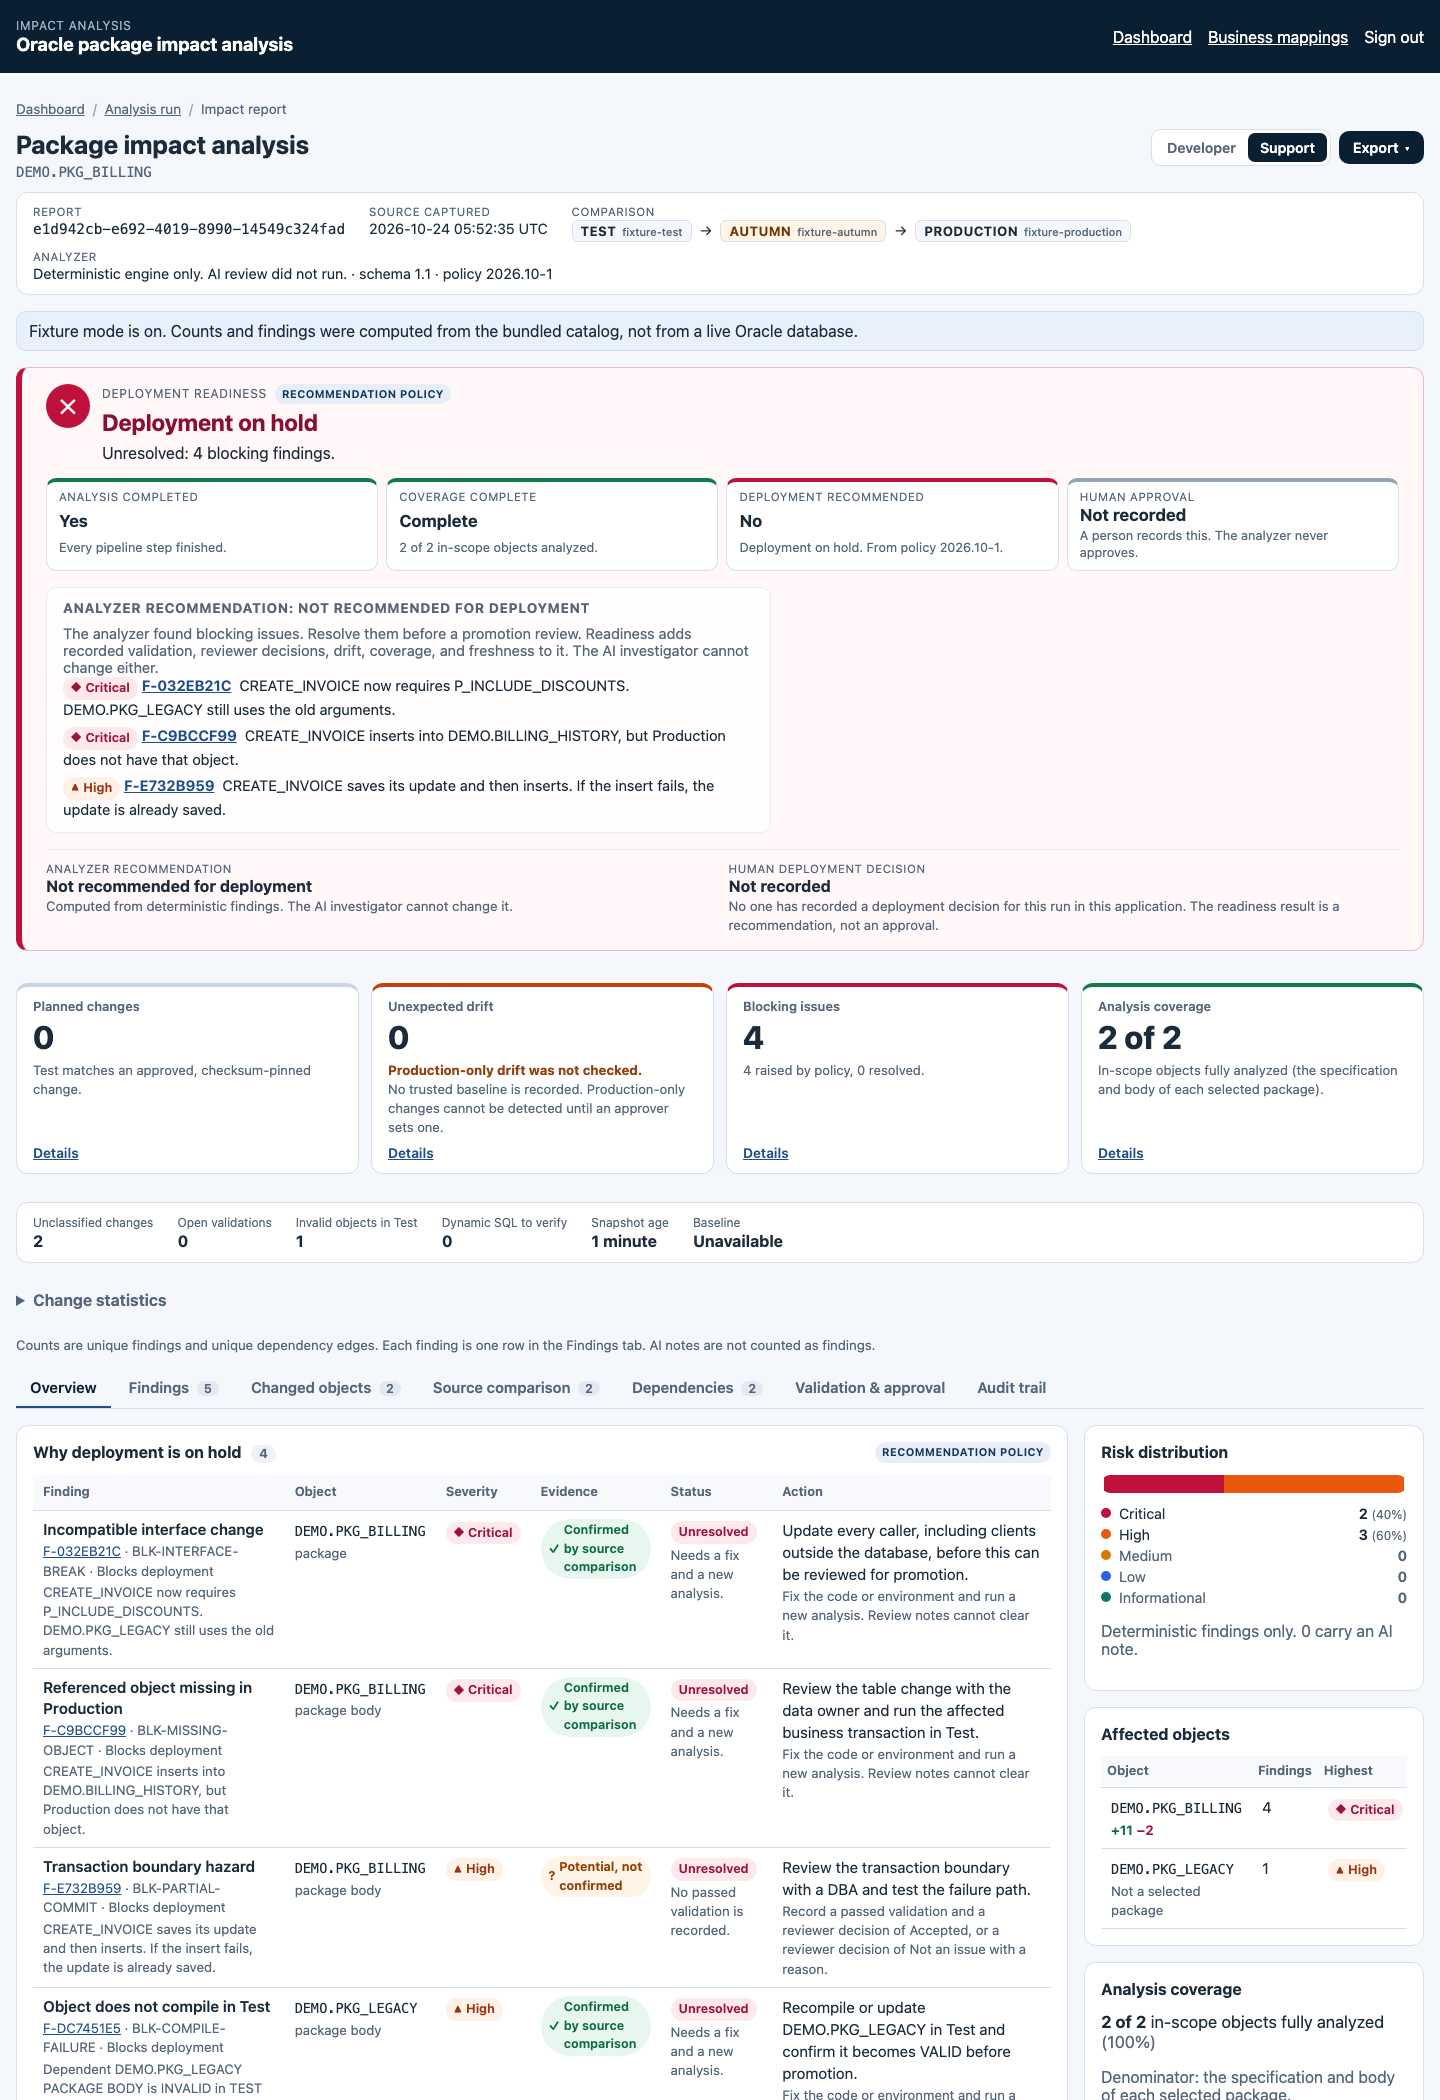 IMPACT ANALYSIS
Oracle package impact analysis
Dashboard Business mappings Sign out
Dashboard / Analysis run / Impact report
Package impact analysis
DEMO.PKG_BILLING
Developer Support Export
REPORT
e1d942cb-e692-4019-8990-14549c324fad
SOURCE CAPTURED
2026-10-24 05:52:35 UTC
COMPARISON
TEST fixture-test → AUTUMN fixture-autumn → PRODUCTION fixture-production
ANALYZER
Deterministic engine only. AI review did not run. · schema 1.1 · policy 2026.10-1
Fixture mode is on. Counts and findings were computed from the bundled catalog, not from a live Oracle database.
DEPLOYMENT READINESS RECOMMENDATION POLICY
Deployment on hold
Unresolved: 4 blocking findings.
ANALYSIS COMPLETED
Yes
Every pipeline step finished.
COVERAGE COMPLETE
Complete
2 of 2 in-scope objects analyzed.
DEPLOYMENT RECOMMENDED
No
Deployment on hold. From policy 2026.10-1.
HUMAN APPROVAL
Not recorded
A person records this. The analyzer never
approves.
ANALYZER RECOMMENDATION: NOT RECOMMENDED FOR DEPLOYMENT
The analyzer found blocking issues. Resolve them before a promotion review. Readiness adds
recorded validation, reviewer decisions, drift, coverage, and freshness to it. The AI investigator cannot
change either.
◆ Critical F-032EB21C CREATE_INVOICE now requires P_INCLUDE_DISCOUNTS.
DEMO.PKG_LEGACY still uses the old arguments.
◆ Critical F-C9BCCF99 CREATE_INVOICE inserts into DEMO.BILLING_HISTORY, but Production
does not have that object.
▲ High F-E732B959 CREATE_INVOICE saves its update and then inserts. If the insert fails, the
update is already saved.
ANALYZER RECOMMENDATION
Not recommended for deployment
Computed from deterministic findings. The AI investigator cannot change it.
HUMAN DEPLOYMENT DECISION
Not recorded
No one has recorded a deployment decision for this run in this application. The readiness result is a
recommendation, not an approval.
Planned changes
0
Test matches an approved, checksum-pinned
change.
Details
Unexpected drift
0
Production-only drift was not checked.
No trusted baseline is recorded. Production-only
changes cannot be detected until an approver
sets one.
Details
Blocking issues
4
4 raised by policy, 0 resolved.
Details
Analysis coverage
2 of 2
In-scope objects fully analyzed (the specification
and body of each selected package).
Details
Unclassified changes
2
Open validations
0
Invalid objects in Test
1
Dynamic SQL to verify
0
Snapshot age
1 minute
Baseline
Unavailable
▶ Change statistics
Counts are unique findings and unique dependency edges. Each finding is one row in the Findings tab. AI notes are not counted as findings.
Overview Findings 5 Changed objects 2 Source comparison 2 Dependencies 2 Validation & approval Audit trail
Why deployment is on hold 4
RECOMMENDATION POLICY
Finding Object Severity Evidence Status Action
Incompatible interface change
F-032EB21C · BLK-INTERFACE-
BREAK · Blocks deployment
CREATE_INVOICE now requires
P_INCLUDE_DISCOUNTS.
DEMO.PKG_LEGACY still uses the old
arguments.
DEMO.PKG_BILLING
package
◆ Critical
✓ Confirmed
by source
comparison
Unresolved
Needs a fix
and a new
analysis.
Update every caller, including clients
outside the database, before this can
be reviewed for promotion.
Fix the code or environment and run a
new analysis. Review notes cannot clear
it.
Referenced object missing in
Production
F-C9BCCF99 · BLK-MISSING-
OBJECT · Blocks deployment
CREATE_INVOICE inserts into
DEMO.BILLING_HISTORY, but
Production does not have that
object.
DEMO.PKG_BILLING
package body
◆ Critical
✓ Confirmed
by source
comparison
Unresolved
Needs a fix
and a new
analysis.
Review the table change with the
data owner and run the affected
business transaction in Test.
Fix the code or environment and run a
new analysis. Review notes cannot clear
it.
Transaction boundary hazard
F-E732B959 · BLK-PARTIAL-
COMMIT · Blocks deployment
CREATE_INVOICE saves its update
and then inserts. If the insert fails,
the update is already saved.
DEMO.PKG_BILLING
package body
▲ High
? Potential, not
confirmed
Unresolved
No passed
validation is
recorded.
Review the transaction boundary
with a DBA and test the failure path.
Record a passed validation and a
reviewer decision of Accepted, or a
reviewer decision of Not an issue with a
reason.
Object does not compile in Test
F-DC7451E5 · BLK-COMPILE-
FAILURE · Blocks deployment
Dependent DEMO.PKG_LEGACY
PACKAGE BODY is INVALID in TEST
DEMO.PKG_LEGACY
package body
▲ High
✓ Confirmed
by source
comparison
Unresolved
Needs a fix
and a new
analysis.
Recompile or update
DEMO.PKG_LEGACY in Test and
confirm it becomes VALID before
promotion.
Fix the code or environment and run a
Risk distribution
Critical 2 (40%)
High 3 (60%)
Medium 0
Low 0
Informational 0
Deterministic findings only. 0 carry an AI
note.
Affected objects
Object Findings Highest
DEMO.PKG_BILLING 4 ◆ Critical
+11 −2
DEMO.PKG_LEGACY 1 ▲ High
Not a selected
package
Analysis coverage
2 of 2 in-scope objects fully analyzed
(100%)
Denominator: the specification and body
of each selected package.